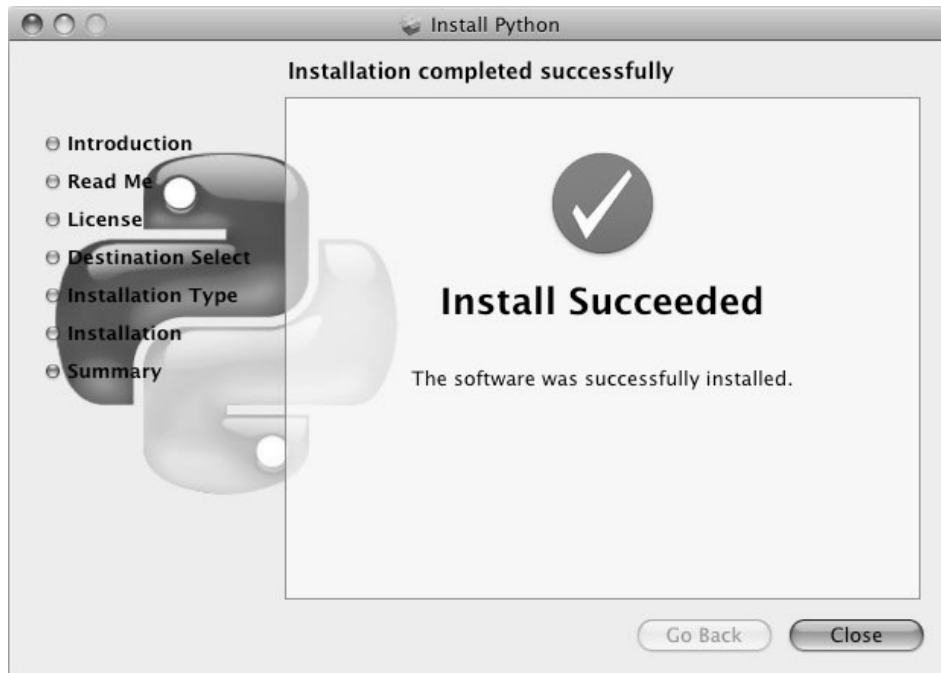 Install Python
Installation completed successfully
Introduction
Read Me
License
Destination Select
Installation Type
Installation
Summary
Install Succeeded
The software was successfully installed.
Go Back
Close